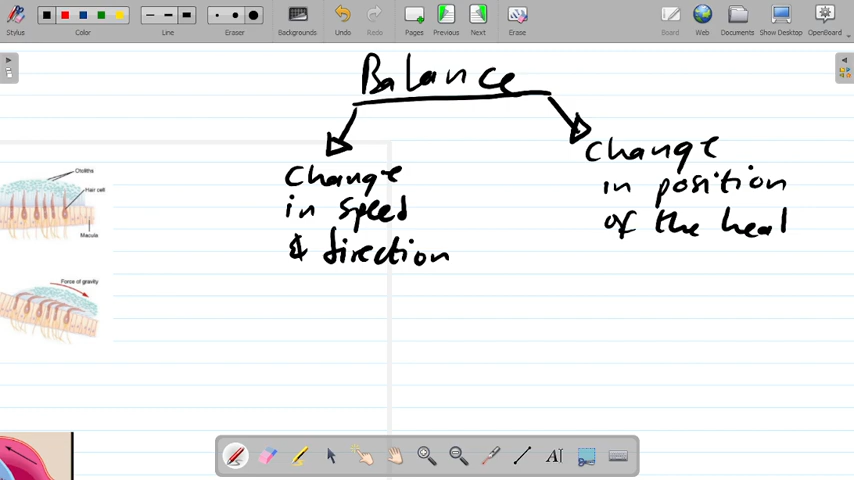 Stylus
Color
Line
Eraser
Backgrounds
Undo
Redo
Pages
Previous
Next
Erase
Board
Web
Documents
Show Desktop
OpenBoard
Balance
Change
in speed
& direction
Change
in position
of the head
Otoliths
Hair cell
Macula
Force of gravity